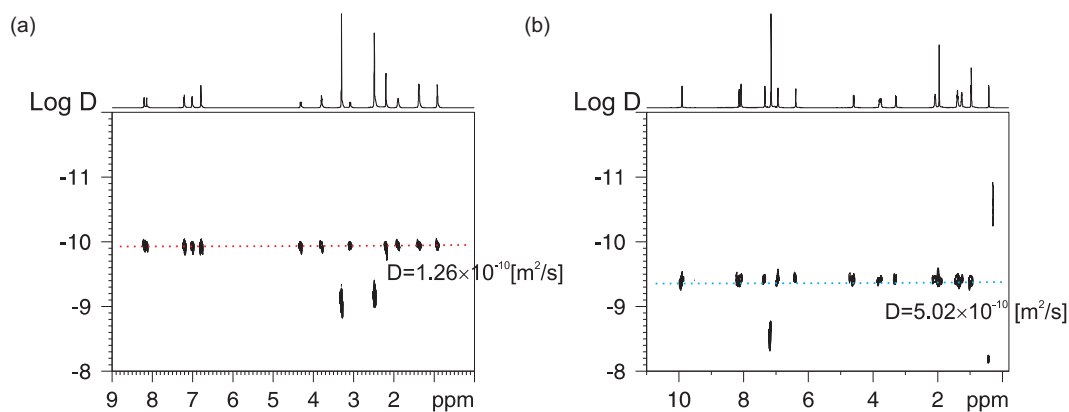 (a)
Log D
-11
-10
-9
-8
D=1.26×10⁻¹⁰[m²/s]
9 8 7 6 5 4 3 2 1 ppm
(b)
Log D
-11
-10
-9
-8
D=5.02×10⁻¹⁰ [m²/s]
10 8 6 4 2 ppm